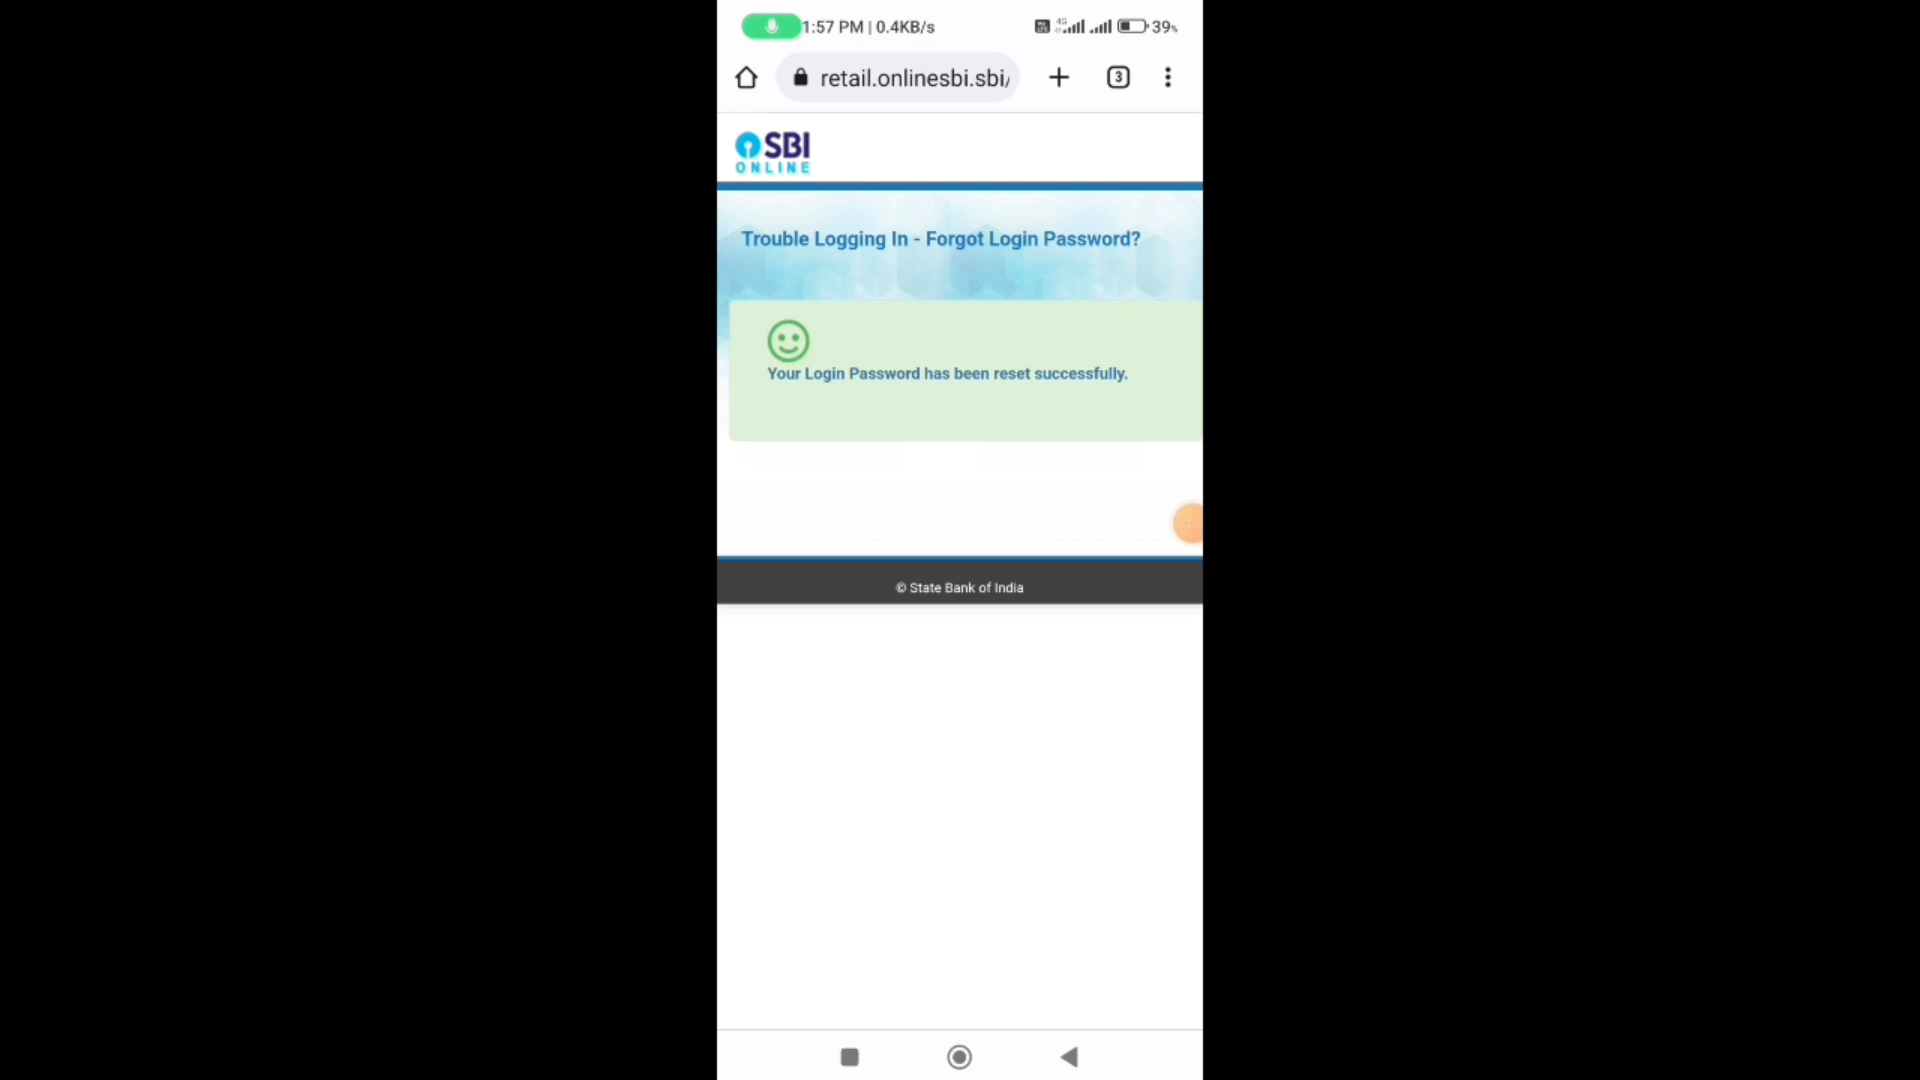 1:57 PM | 0.4KB/s 4G 39%
retail.onlinesbi.sbi/ 3
SBI
ONLINE
Trouble Logging In - Forgot Login Password?
Your Login Password has been reset successfully.
© State Bank of India